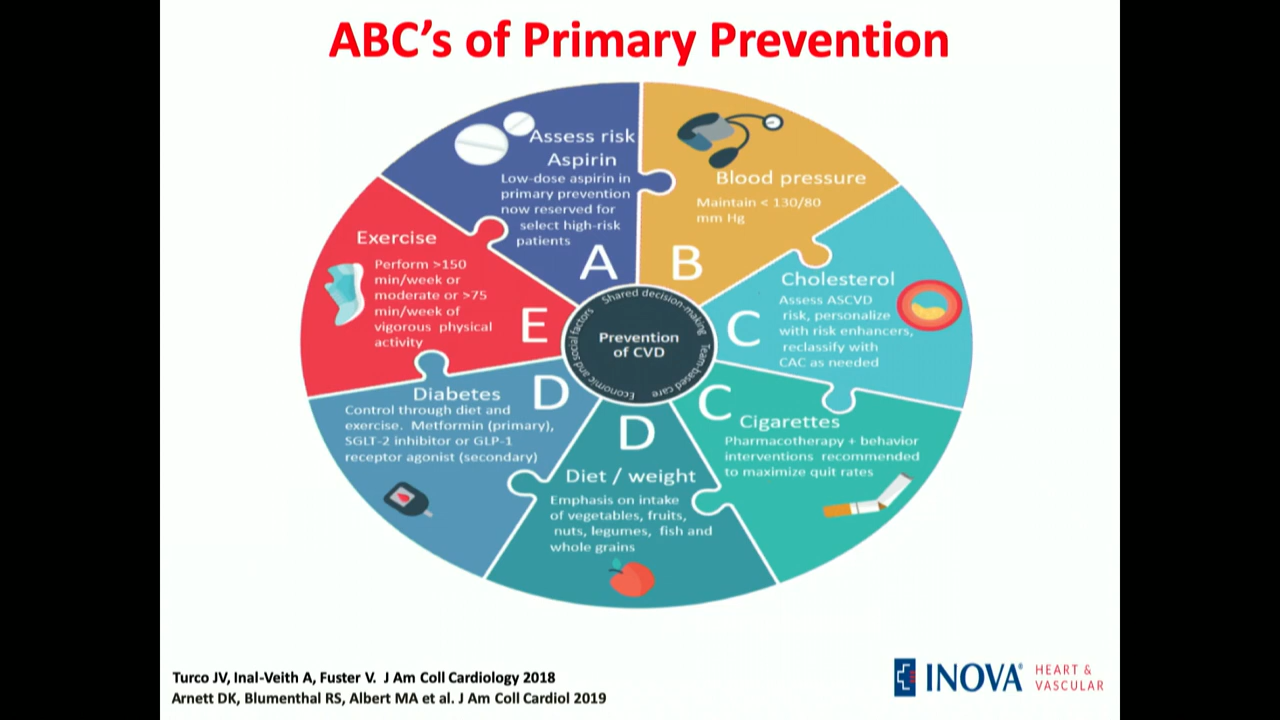 ABC's of Primary Prevention
Assess risk
Aspirin
Low-dose aspirin in
primary prevention
now reserved for
select high-risk
patients
A
Blood pressure
Maintain < 130/80
mm Hg
B
Cholesterol
Assess ASCVD
risk, personalize
with risk enhancers,
reclassify with
CAC as needed
C
Cigarettes
Pharmacotherapy + behavior
interventions recommended
to maximize quit rates
C
Diet / weight
Emphasis on intake
of vegetables, fruits,
nuts, legumes, fish and
whole grains
D
Diabetes
Control through diet and
exercise. Metformin (primary),
SGLT-2 inhibitor or GLP-1
receptor agonist (secondary)
D
Exercise
Perform >150
min/week or
moderate or >75
min/week of
vigorous physical
activity
E
Shared decision-making
Team-based care
Economic and social factors
Prevention
of CVD
Turco JV, Inal-Veith A, Fuster V. J Am Coll Cardiology 2018
Arnett DK, Blumenthal RS, Albert MA et al. J Am Coll Cardiol 2019
INOVA®
HEART &
VASCULAR